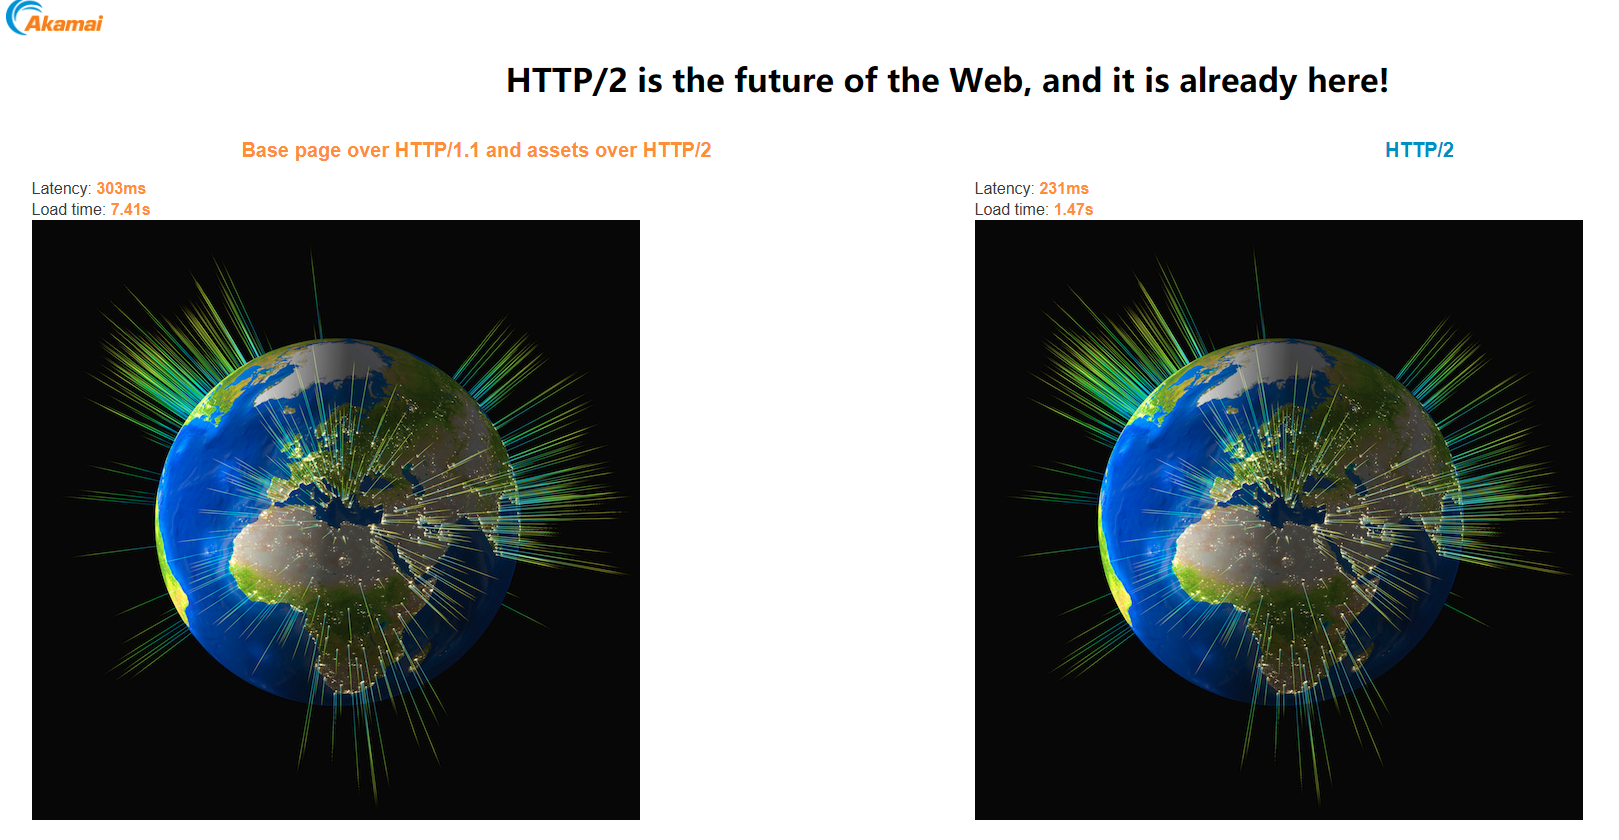 Akamai
HTTP/2 is the future of the Web, and it is already here!
Base page over HTTP/1.1 and assets over HTTP/2
Latency: 303ms
Load time: 7.41s
HTTP/2
Latency: 231ms
Load time: 1.47s